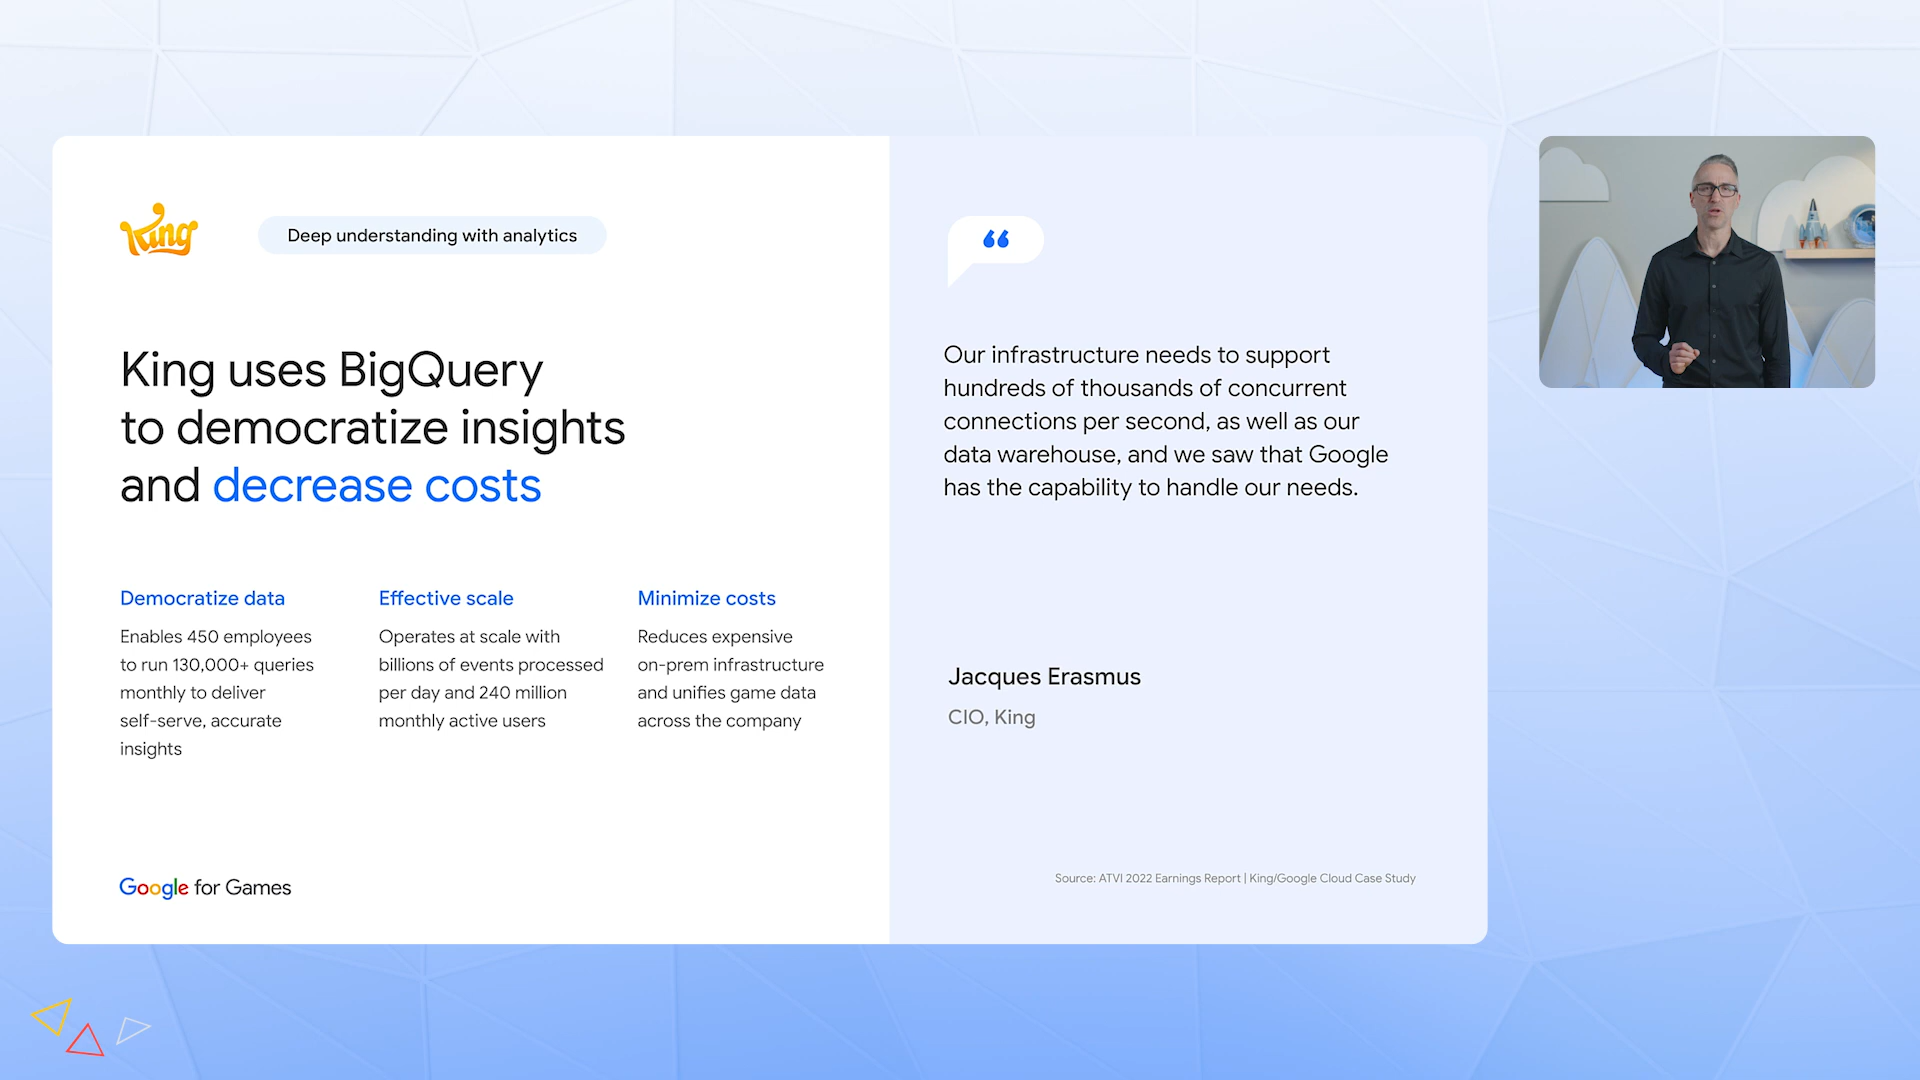 King
Deep understanding with analytics
King uses BigQuery
to democratize insights
and decrease costs
Democratize data
Enables 450 employees
to run 130,000+ queries
monthly to deliver
self-serve, accurate
insights
Effective scale
Operates at scale with
billions of events processed
per day and 240 million
monthly active users
Minimize costs
Reduces expensive
on-prem infrastructure
and unifies game data
across the company
Google for Games
“
Our infrastructure needs to support
hundreds of thousands of concurrent
connections per second, as well as our
data warehouse, and we saw that Google
has the capability to handle our needs.
Jacques Erasmus
CIO, King
Source: ATVI 2022 Earnings Report | King/Google Cloud Case Study